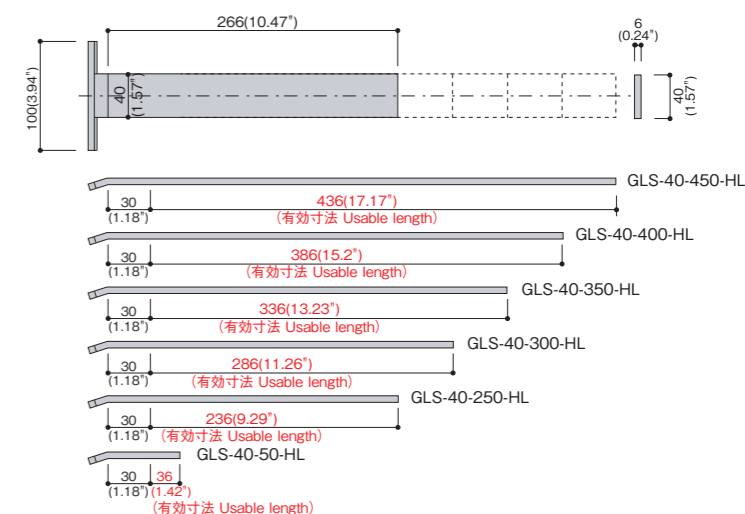 266(10.47")
6
(0.24")
100(3.94")
40
(1.57")
40
(1.57")
GLS-40-450-HL
30
(1.18")
436(17.17")
(有効寸法 Usable length)
GLS-40-400-HL
30
(1.18")
386(15.2")
(有効寸法 Usable length)
GLS-40-350-HL
30
(1.18")
336(13.23")
(有効寸法 Usable length)
GLS-40-300-HL
30
(1.18")
286(11.26")
(有効寸法 Usable length)
GLS-40-250-HL
30
(1.18")
236(9.29")
(有効寸法 Usable length)
GLS-40-50-HL
30
(1.18")
36
(1.42")
(有効寸法 Usable length)